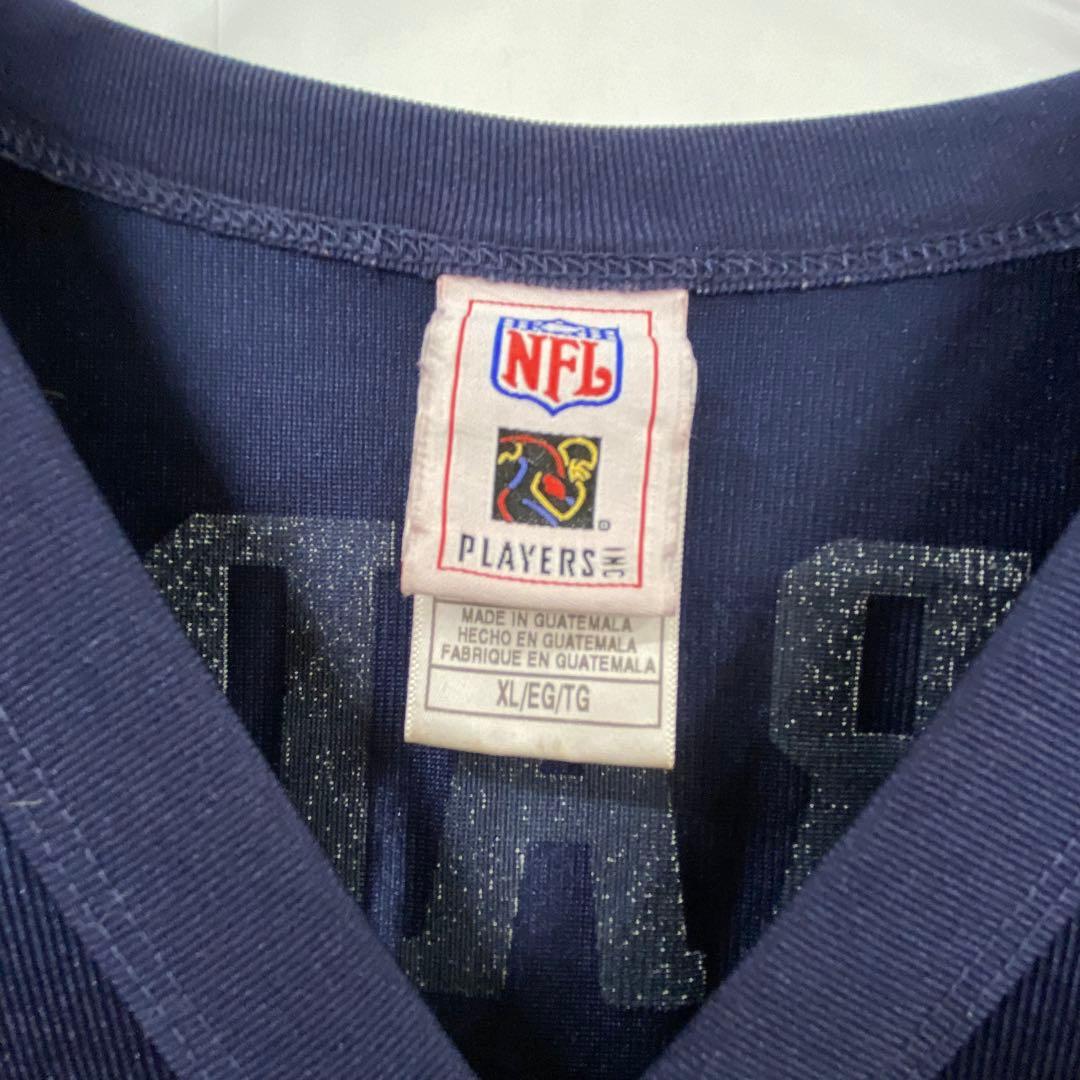 NFL
PLAYERS INC
MADE IN GUATEMALA
HECHO EN GUATEMALA
FABRIQUE EN GUATEMALA
XL/EG/TG